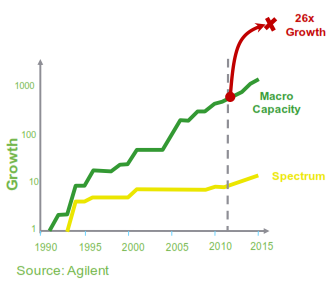 26x
Growth
1000
Macro
Capacity
100
Growth
10
Spectrum
1
1990 1995 2000 2005 2010 2015
Source: Agilent